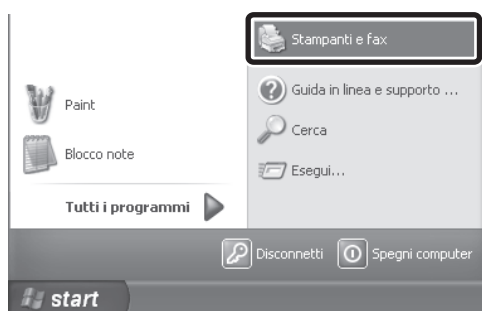 Stampanti e fax
Guida in linea e supporto ...
Cerca
Esegui...
Paint
Blocco note
Tutti i programmi
Disconnetti
Spegni computer
start